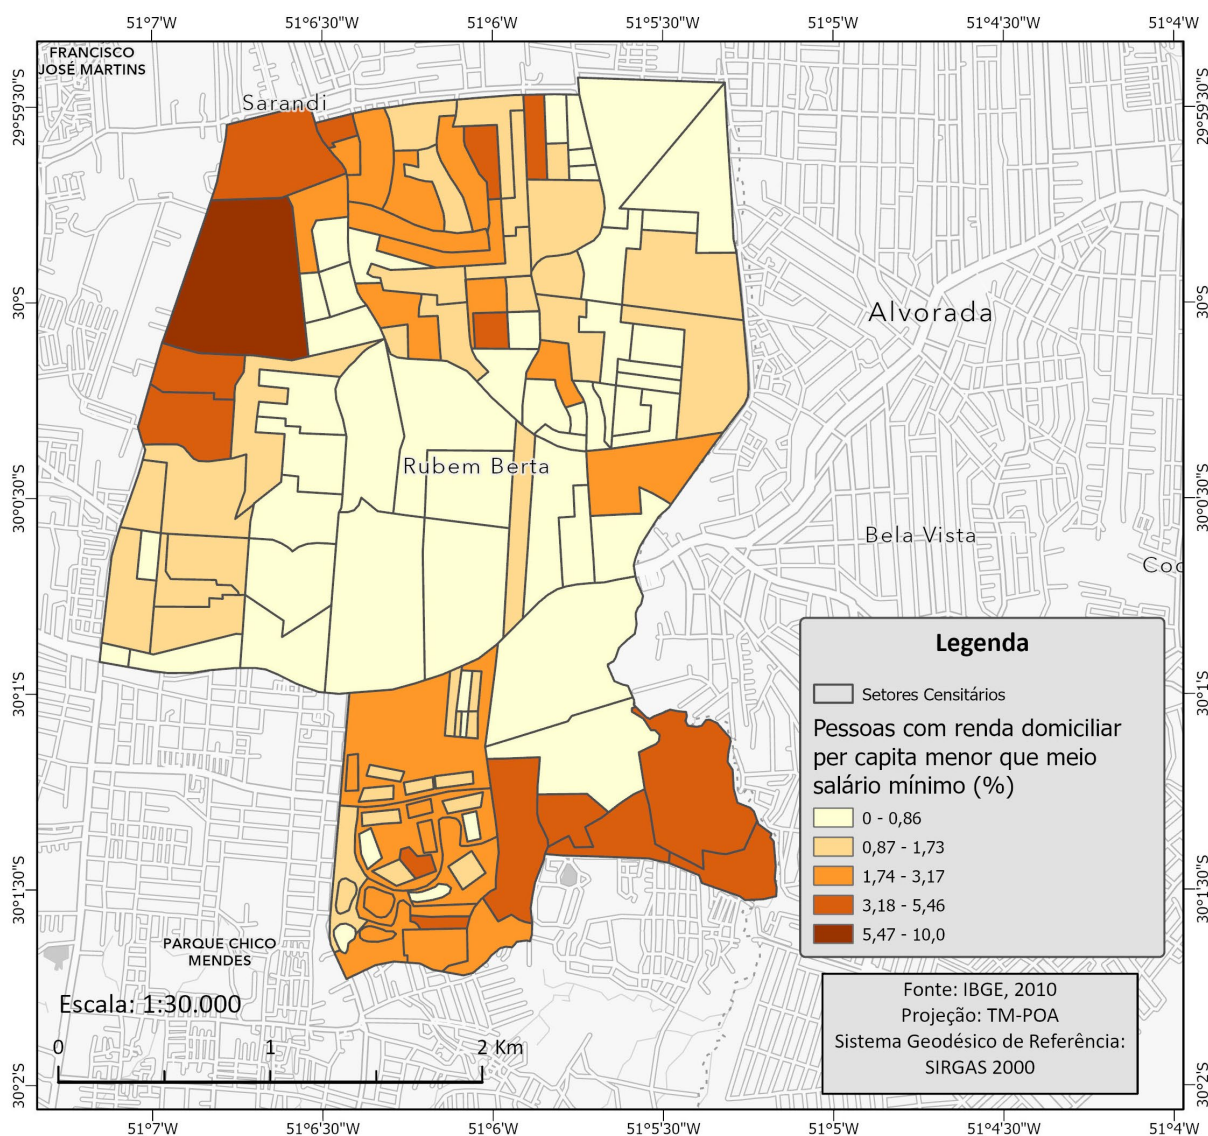 51°7'W 51°6'30"W 51°6'W 51°5'30"W 51°5'W 51°4'30"W 51°4'W
FRANCISCO
JOSÉ MARTINS
Sarandi
29°59'30"S 29°59'30"S
30°S 30°S
Alvorada
Rubem Berta
30°0'30"S 30°0'30"S
Bela Vista
Coc
30°1'S 30°1'S
Legenda
Setores Censitários
Pessoas com renda domiciliar
per capita menor que meio
salário mínimo (%)
0 - 0,86
0,87 - 1,73
1,74 - 3,17
3,18 - 5,46
5,47 - 10,0
30°1'30"S 30°1'30"S
PARQUE CHICO
MENDES
Fonte: IBGE, 2010
Projeção: TM-POA
Sistema Geodésico de Referência:
SIRGAS 2000
Escala: 1:30.000
0 1 2 Km
30°2'S 30°2'S
51°7'W 51°6'30"W 51°6'W 51°5'30"W 51°5'W 51°4'30"W 51°4'W